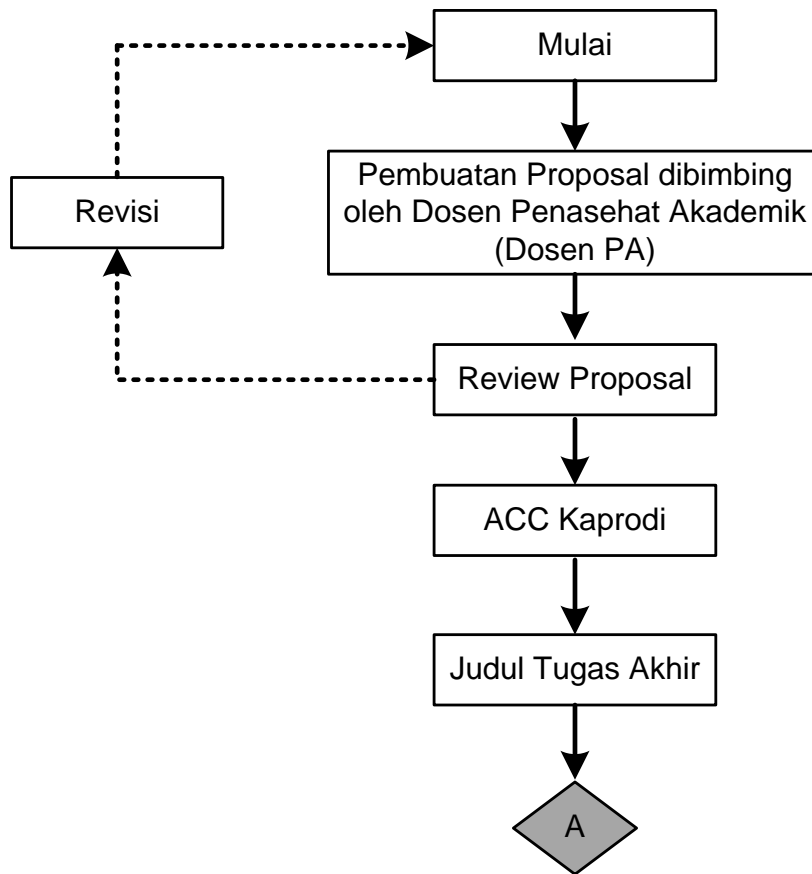 Mulai
Pembuatan Proposal dibimbing
oleh Dosen Penasehat Akademik
(Dosen PA)
Revisi
Review Proposal
ACC Kaprodi
Judul Tugas Akhir
A